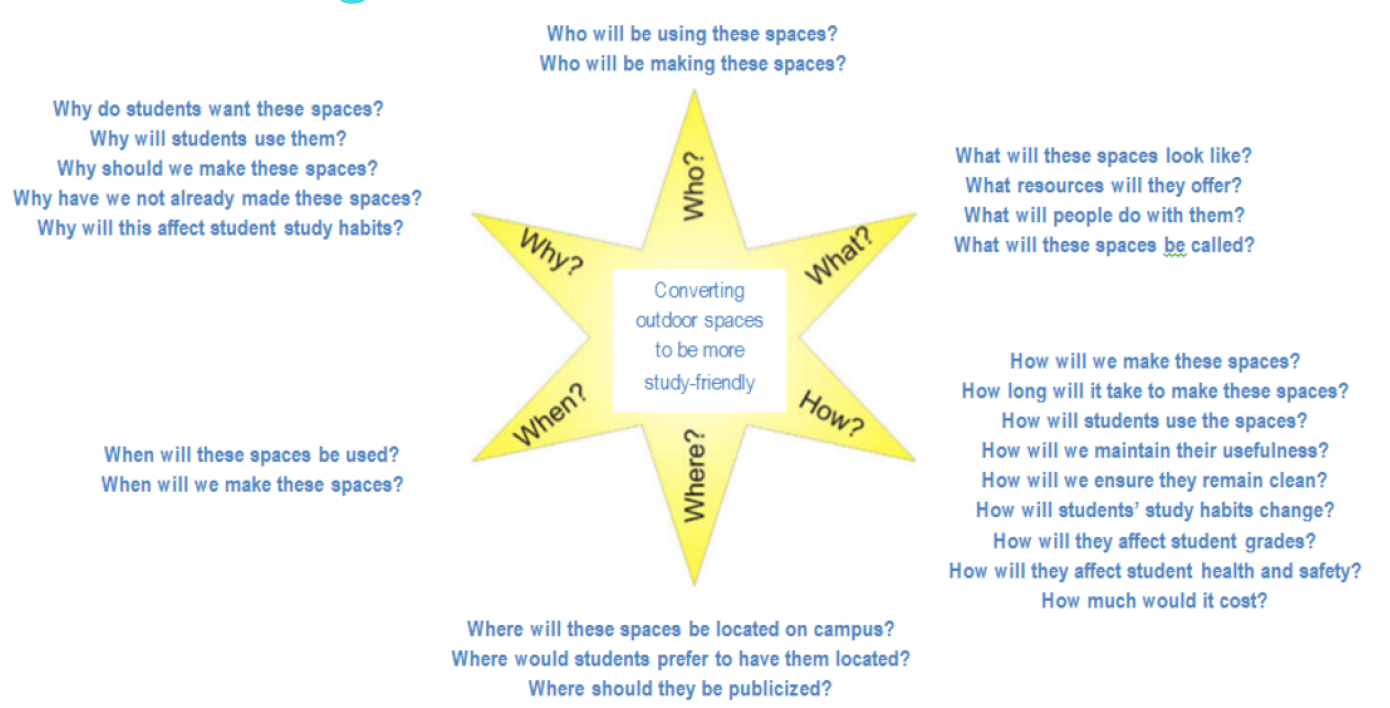 Who will be using these spaces?
Who will be making these spaces?
Why do students want these spaces?
Why will students use them?
Why should we make these spaces?
Why have we not already made these spaces?
Why will this affect student study habits?
What will these spaces look like?
What resources will they offer?
What will people do with them?
What will these spaces be called?
Who?
Why?
What?
Converting
outdoor spaces
to be more
study-friendly
When?
How?
Where?
When will these spaces be used?
When will we make these spaces?
How will we make these spaces?
How long will it take to make these spaces?
How will students use the spaces?
How will we maintain their usefulness?
How will we ensure they remain clean?
How will students’ study habits change?
How will they affect student grades?
How will they affect student health and safety?
How much would it cost?
Where will these spaces be located on campus?
Where would students prefer to have them located?
Where should they be publicized?